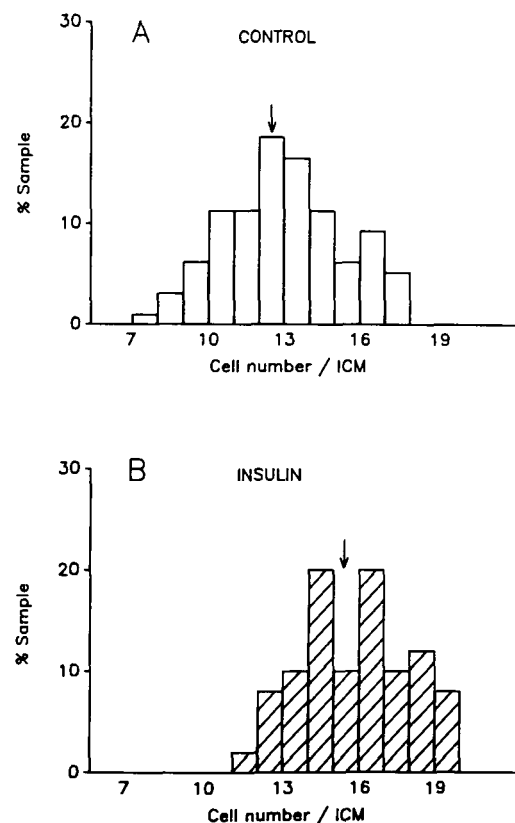 A
CONTROL
30
20
10
0
% Sample
7 10 13 16 19
Cell number / ICM
B
INSULIN
30
20
10
0
% Sample
7 10 13 16 19
Cell number / ICM